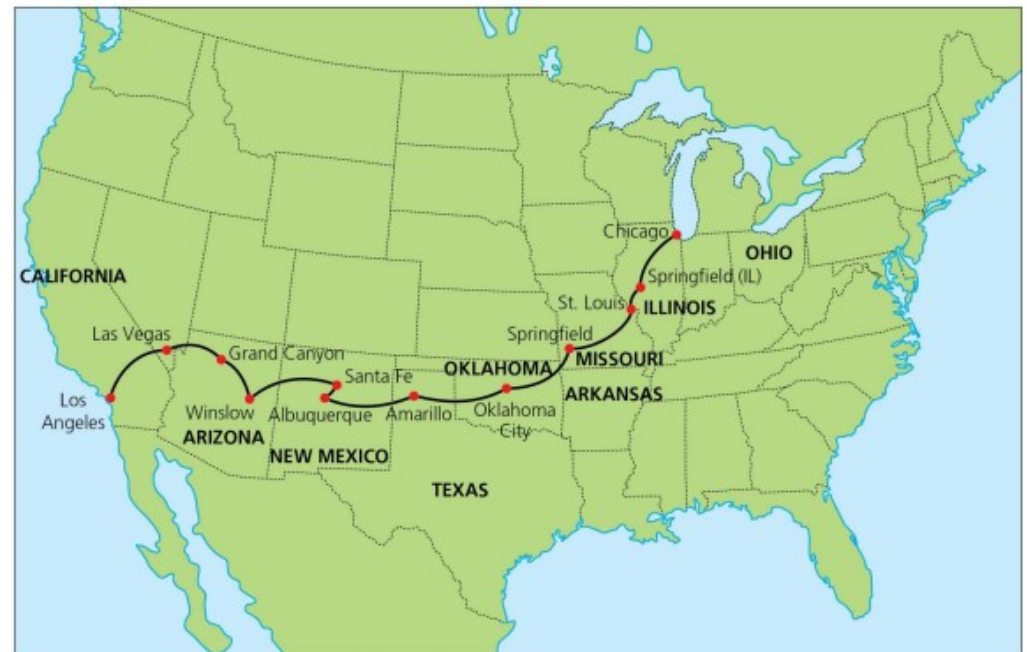 Chicago
OHIO
CALIFORNIA
Springfield (IL)
St. Louis
ILLINOIS
Las Vegas
Springfield
Grand Canyon
MISSOURI
OKLAHOMA
Santa Fe
ARKANSAS
Los
Angeles
Winslow
Albuquerque
Amarillo
Oklahoma
City
ARIZONA
NEW MEXICO
TEXAS